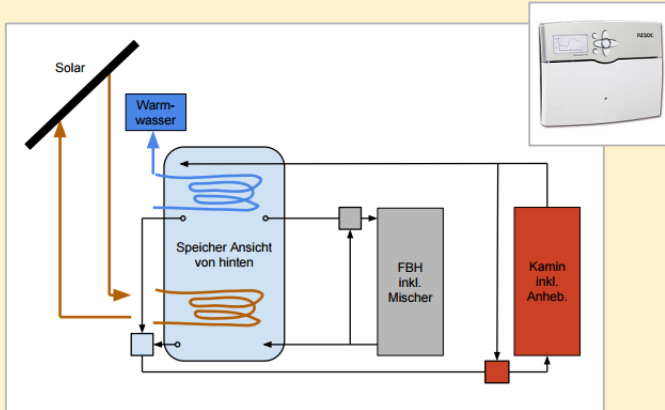 Solar
RESOL
Warm-
wasser
Speicher Ansicht
von hinten
FBH
inkl.
Mischer
Kamin
inkl.
Anheb.